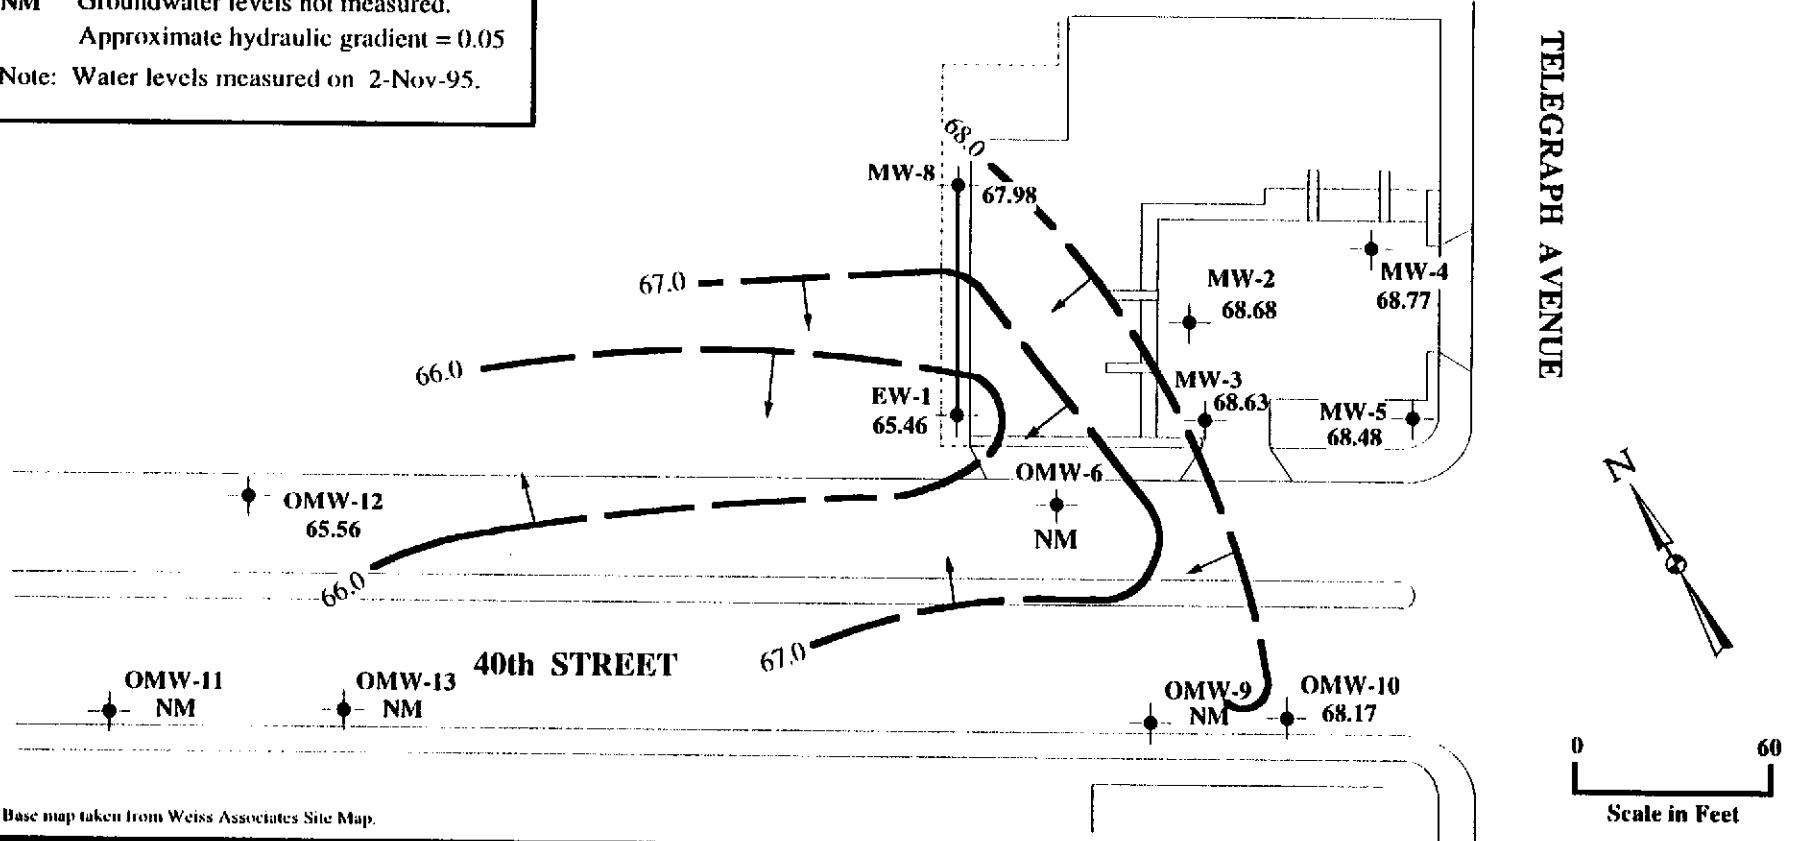 NM Groundwater levels not measured.
Approximate hydraulic gradient = 0.05
Note: Water levels measured on 2-Nov-95.
TELEGRAPH AVENUE
68.0
MW-8
67.98
67.0
MW-2
68.68
MW-4
68.77
66.0
EW-1
65.46
MW-3
68.63
MW-5
68.48
OMW-6
NM
OMW-12
65.56
N
66.0
67.0
40th STREET
OMW-11
NM
OMW-13
NM
OMW-9
NM
OMW-10
68.17
0 60
Scale in Feet
Base map taken from Weiss Associates Site Map.